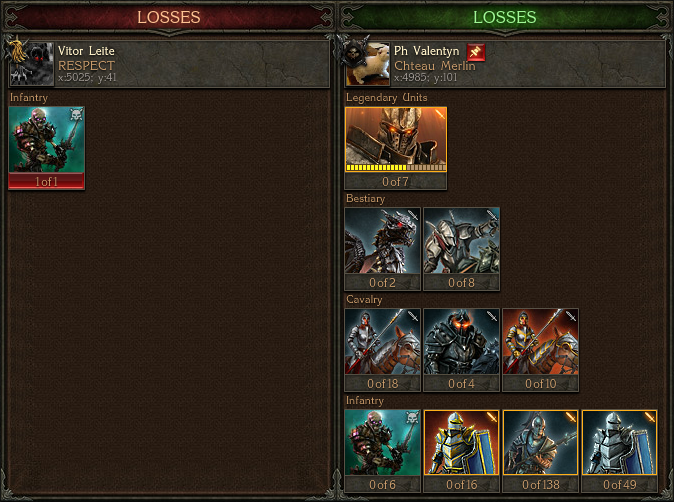 LOSSES
Vitor Leite
RESPECT
x:5025; y:41
Infantry
1 of 1
LOSSES
Ph Valentyn
Chteau Merlin
x:4985; y:101
Legendary Units
0 of 7
Bestiary
0 of 2
0 of 8
Cavalry
0 of 18
0 of 4
0 of 10
Infantry
0 of 6
0 of 16
0 of 138
0 of 49